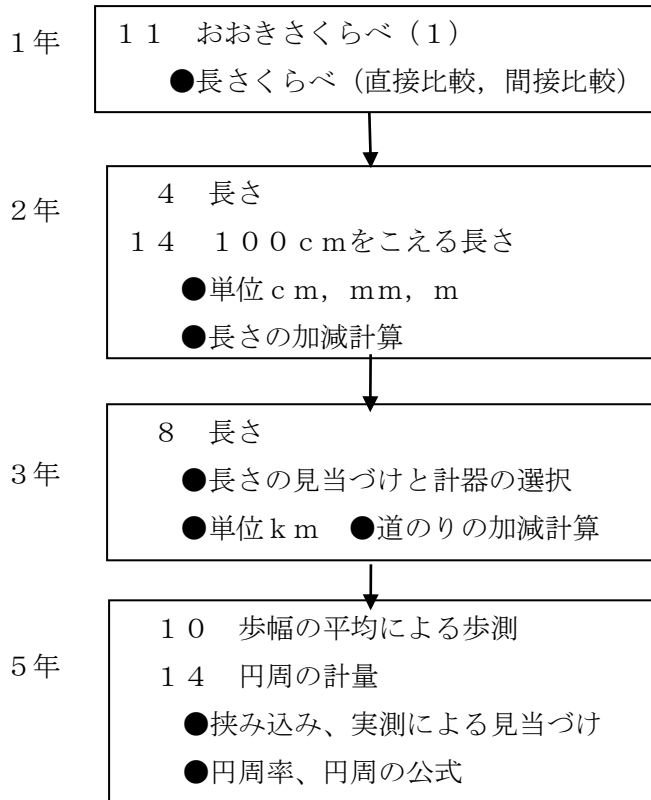 1年
11 おおきさくらべ(1)
●長さくらべ(直接比較,間接比較)
2年
4 長さ
14 100cmをこえる長さ
●単位cm,mm,m
●長さの加減計算
3年
8 長さ
●長さの見当づけと計器の選択
●単位km ●道のりの加減計算
5年
10 歩幅の平均による歩測
14 円周の計量
●挟み込み、実測による見当づけ
●円周率、円周の公式